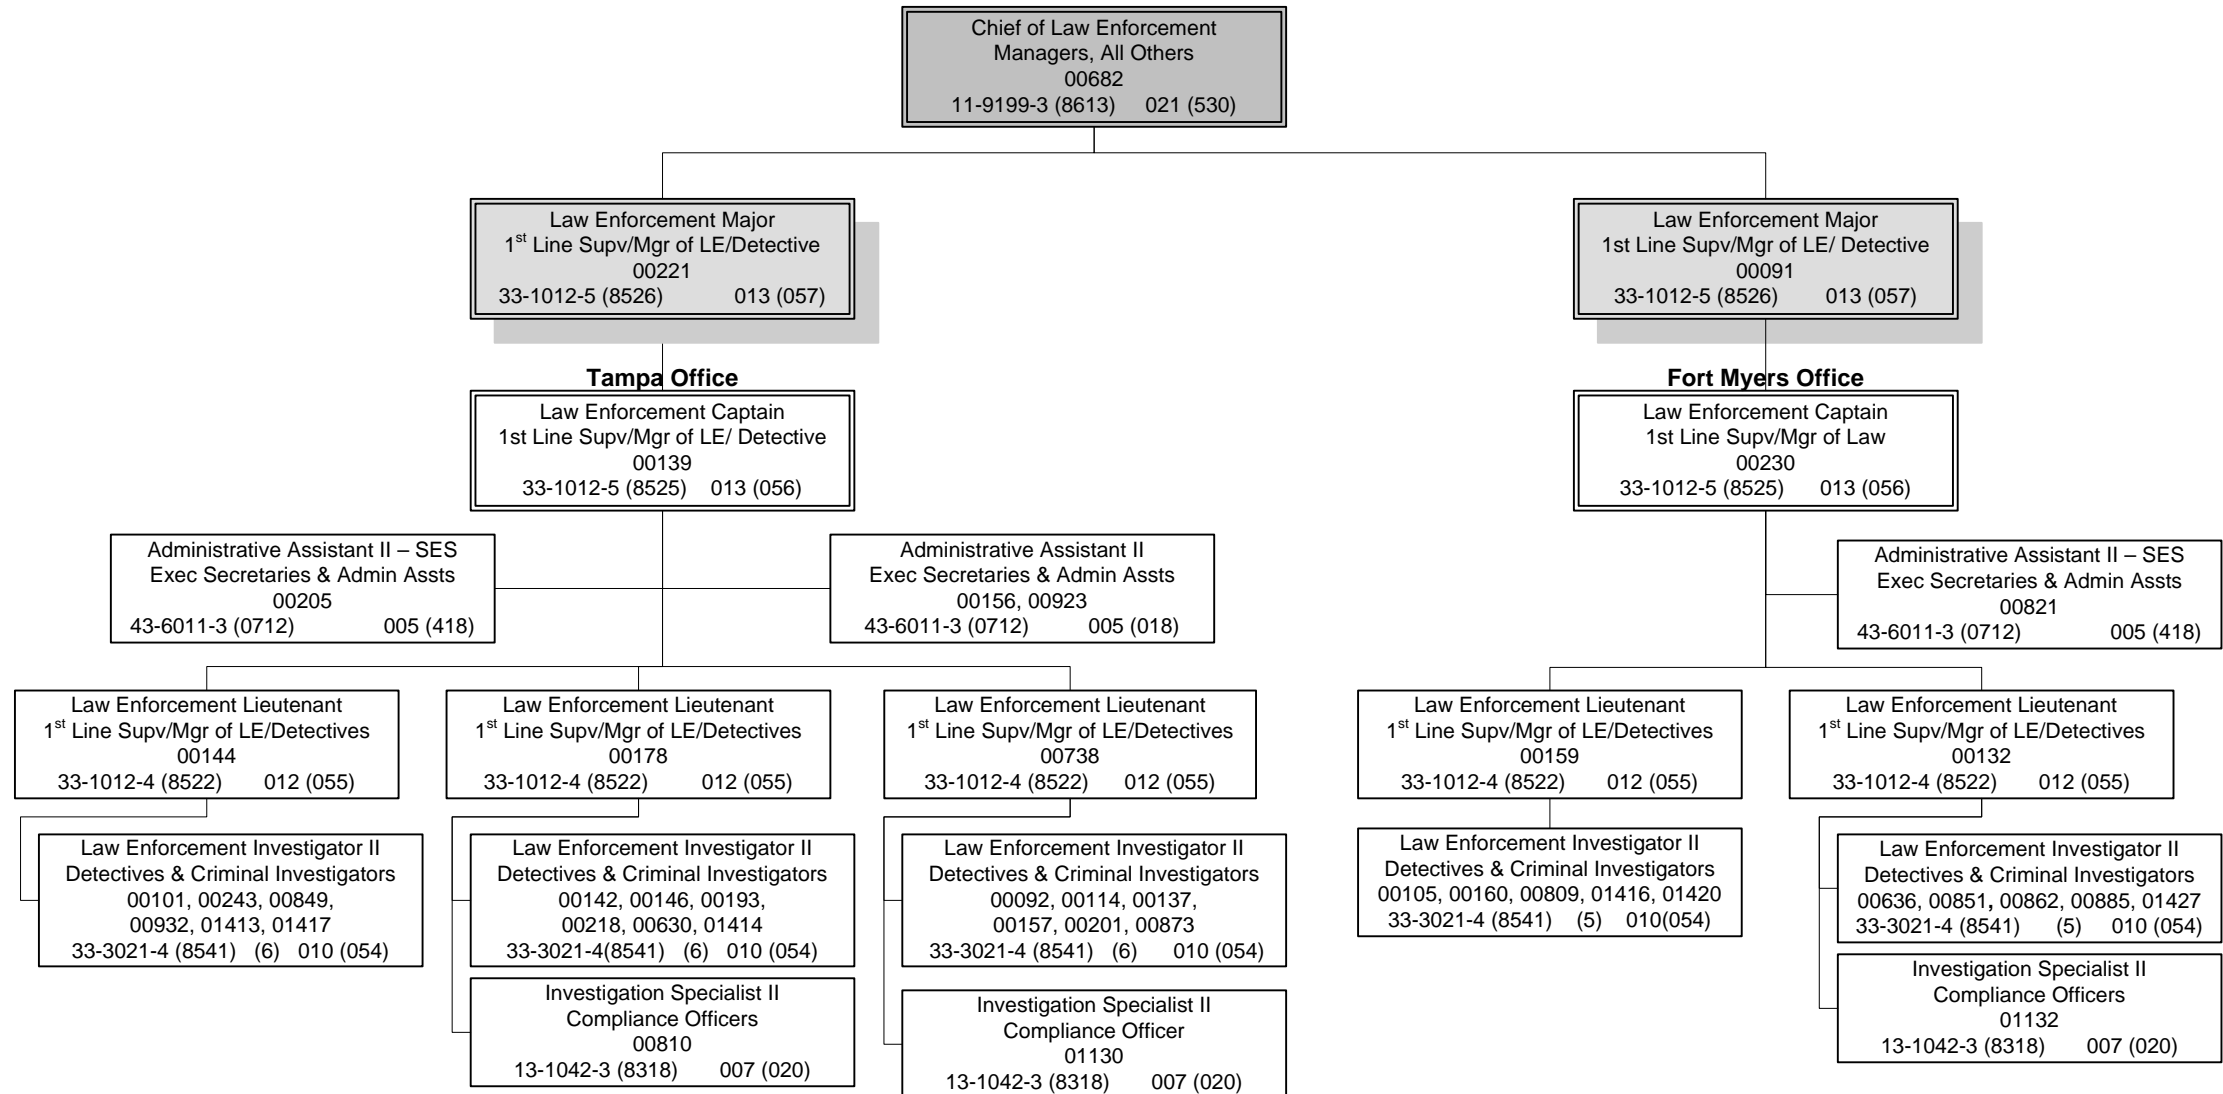 Chief of Law Enforcement
Managers, All Others
00682
11-9199-3 (8613) 021 (530)
Law Enforcement Major
1st Line Supv/Mgr of LE/Detective
00221
33-1012-5 (8526) 013 (057)
Law Enforcement Major
1st Line Supv/Mgr of LE/ Detective
00091
33-1012-5 (8526) 013 (057)
Tampa Office
Law Enforcement Captain
1st Line Supv/Mgr of LE/ Detective
00139
33-1012-5 (8525) 013 (056)
Fort Myers Office
Law Enforcement Captain
1st Line Supv/Mgr of Law
00230
33-1012-5 (8525) 013 (056)
Administrative Assistant II – SES
Exec Secretaries & Admin Assts
00205
43-6011-3 (0712) 005 (418)
Administrative Assistant II
Exec Secretaries & Admin Assts
00156, 00923
43-6011-3 (0712) 005 (018)
Administrative Assistant II – SES
Exec Secretaries & Admin Assts
00821
43-6011-3 (0712) 005 (418)
Law Enforcement Lieutenant
1st Line Supv/Mgr of LE/Detectives
00144
33-1012-4 (8522) 012 (055)
Law Enforcement Lieutenant
1st Line Supv/Mgr of LE/Detectives
00178
33-1012-4 (8522) 012 (055)
Law Enforcement Lieutenant
1st Line Supv/Mgr of LE/Detectives
00738
33-1012-4 (8522) 012 (055)
Law Enforcement Lieutenant
1st Line Supv/Mgr of LE/Detectives
00159
33-1012-4 (8522) 012 (055)
Law Enforcement Lieutenant
1st Line Supv/Mgr of LE/Detectives
00132
33-1012-4 (8522) 012 (055)
Law Enforcement Investigator II
Detectives & Criminal Investigators
00101, 00243, 00849,
00932, 01413, 01417
33-3021-4 (8541) (6) 010 (054)
Law Enforcement Investigator II
Detectives & Criminal Investigators
00142, 00146, 00193,
00218, 00630, 01414
33-3021-4(8541) (6) 010 (054)
Law Enforcement Investigator II
Detectives & Criminal Investigators
00092, 00114, 00137,
00157, 00201, 00873
33-3021-4 (8541) (6) 010 (054)
Law Enforcement Investigator II
Detectives & Criminal Investigators
00105, 00160, 00809, 01416, 01420
33-3021-4 (8541) (5) 010(054)
Law Enforcement Investigator II
Detectives & Criminal Investigators
00636, 00851, 00862, 00885, 01427
33-3021-4 (8541) (5) 010 (054)
Investigation Specialist II
Compliance Officers
00810
13-1042-3 (8318) 007 (020)
Investigation Specialist II
Compliance Officer
01130
13-1042-3 (8318) 007 (020)
Investigation Specialist II
Compliance Officers
01132
13-1042-3 (8318) 007 (020)